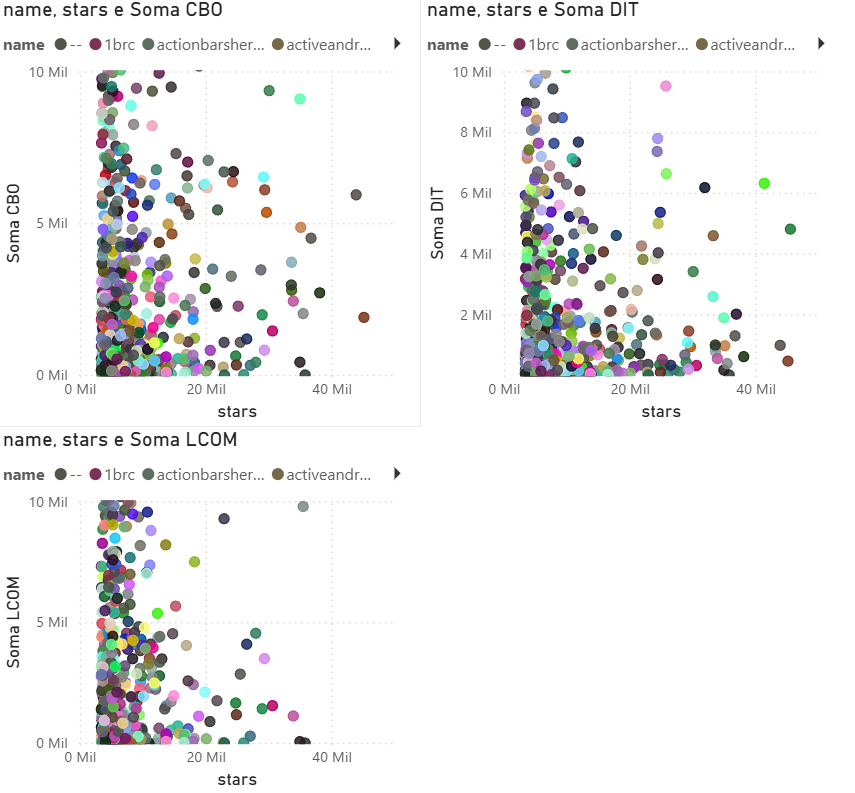 name, stars e Soma CBO
name -- 1brc actionbarsher... activeandr...
10 Mil
5 Mil
0 Mil
Soma CBO
0 Mil 20 Mil 40 Mil
stars
name, stars e Soma DIT
name -- 1brc actionbarsher... activeandr...
10 Mil
8 Mil
6 Mil
4 Mil
2 Mil
Soma DIT
0 Mil 20 Mil 40 Mil
stars
name, stars e Soma LCOM
name -- 1brc actionbarsher... activeandr...
10 Mil
5 Mil
0 Mil
Soma LCOM
0 Mil 20 Mil 40 Mil
stars